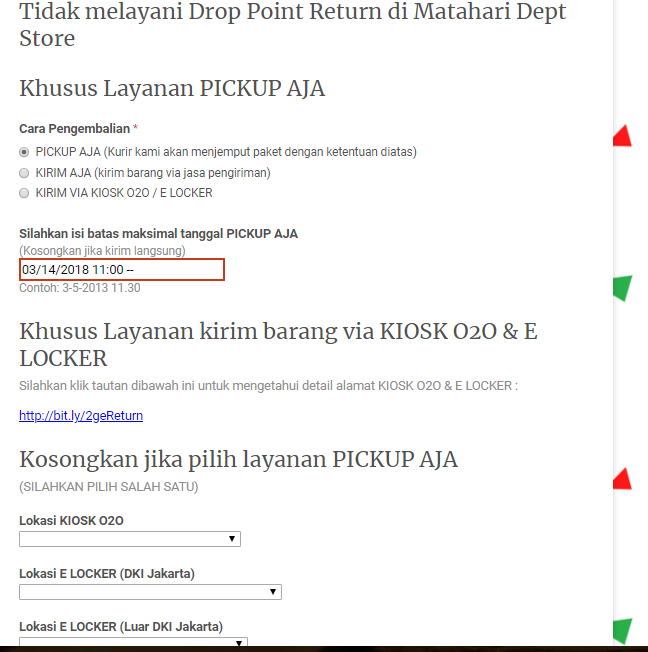 Tidak melayani Drop Point Return di Matahari Dept
Store
Khusus Layanan PICKUP AJA
Cara Pengembalian *
PICKUP AJA (Kurir kami akan menjemput paket dengan ketentuan diatas)
KIRIM AJA (kirim barang via jasa pengiriman)
KIRIM VIA KIOSK O2O / E LOCKER
Silahkan isi batas maksimal tanggal PICKUP AJA
(Kosongkan jika kirim langsung)
03/14/2018 11:00 --
Contoh: 3-5-2013 11.30
Khusus Layanan kirim barang via KIOSK O2O & E
LOCKER
Silahkan klik tautan dibawah ini untuk mengetahui detail alamat KIOSK O2O & E LOCKER :
http://bit.ly/2geReturn
Kosongkan jika pilih layanan PICKUP AJA
(SILAHKAN PILIH SALAH SATU)
Lokasi KIOSK O2O
Lokasi E LOCKER (DKI Jakarta)
Lokasi E LOCKER (Luar DKI Jakarta)